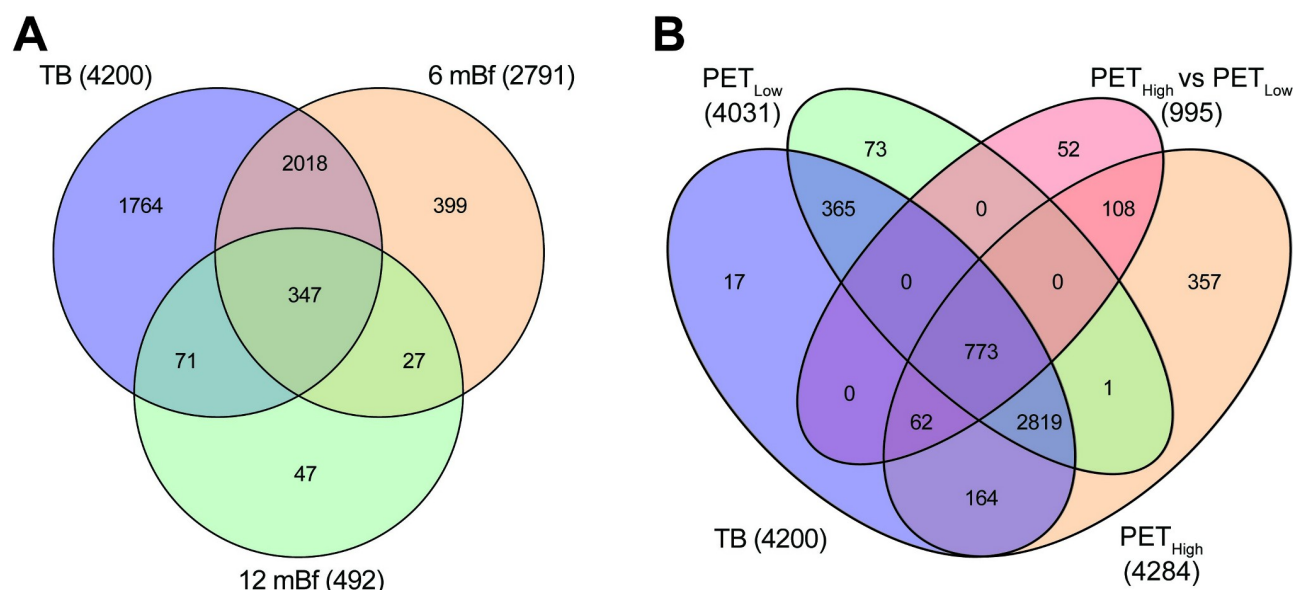 A
TB (4200)
6 mBf (2791)
2018
1764
399
347
71
27
47
12 mBf (492)
B
PETLow
(4031)
PETHigh vs PETLow
(995)
73
52
365
0
108
17
0
0
357
773
0
1
62
2819
164
TB (4200)
PETHigh
(4284)